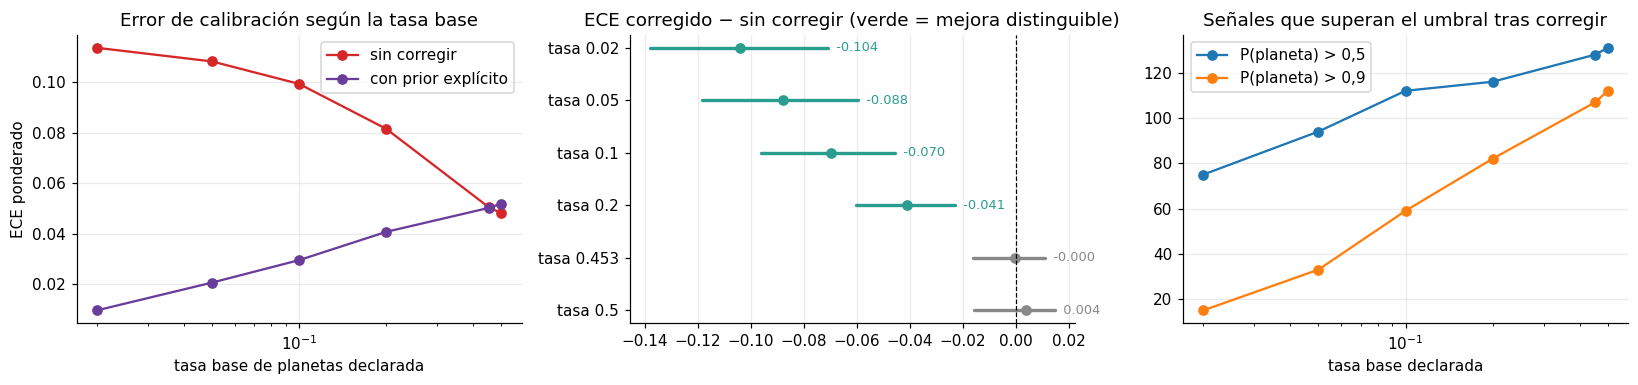 Error de calibración según la tasa base
sin corregir
con prior explícito
ECE ponderado
0.10
0.08
0.06
0.04
0.02
10⁻¹
tasa base de planetas declarada
ECE corregido − sin corregir (verde = mejora distinguible)
tasa 0.02
-0.104
tasa 0.05
-0.088
tasa 0.1
-0.070
tasa 0.2
-0.041
tasa 0.453
-0.000
tasa 0.5
0.004
−0.14 −0.12 −0.10 −0.08 −0.06 −0.04 −0.02 0.00 0.02
Señales que superan el umbral tras corregir
P(planeta) > 0,5
P(planeta) > 0,9
120
100
80
60
40
20
10⁻¹
tasa base declarada